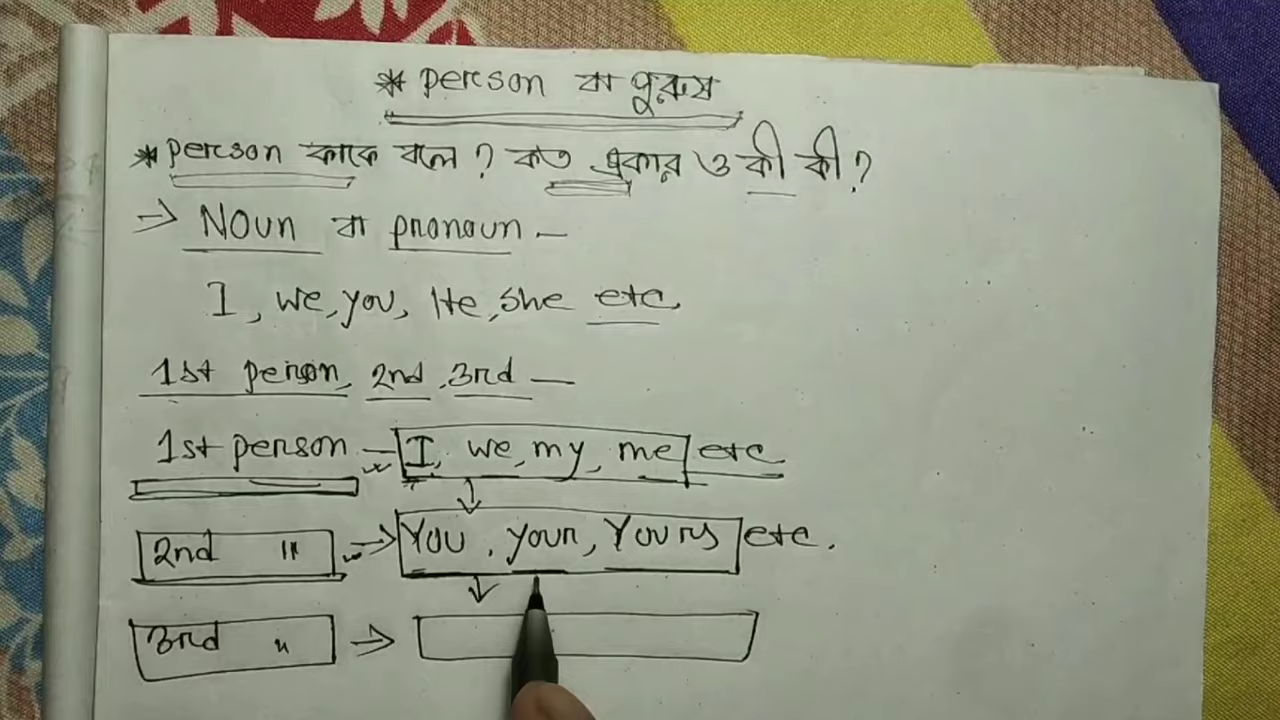 * person বা পুরুষ
* person কাকে বলে ? কত প্রকার ও কী কী ?
⇒ Noun বা pronoun —
I, we, you, He, she etc
1st person, 2nd, 3rd —
1st person — I, we, my, me etc
2nd " ⇒ You, your, Yours etc.
3rd " ⇒